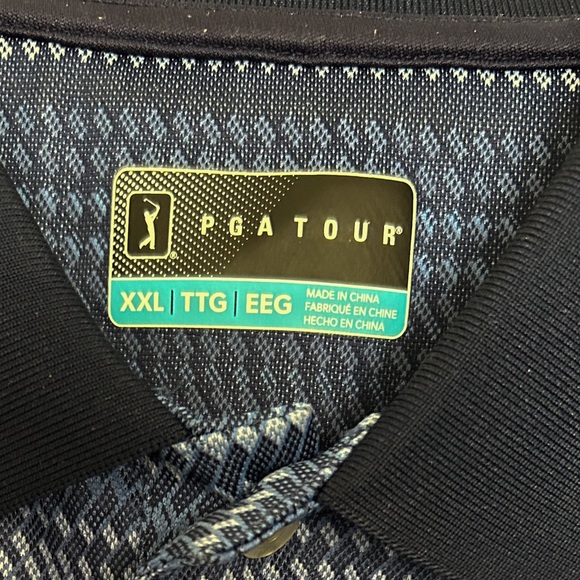 PGA TOUR®
®
XXL | TTG | EEG
MADE IN CHINA
FABRIQUÉ EN CHINE
HECHO EN CHINA